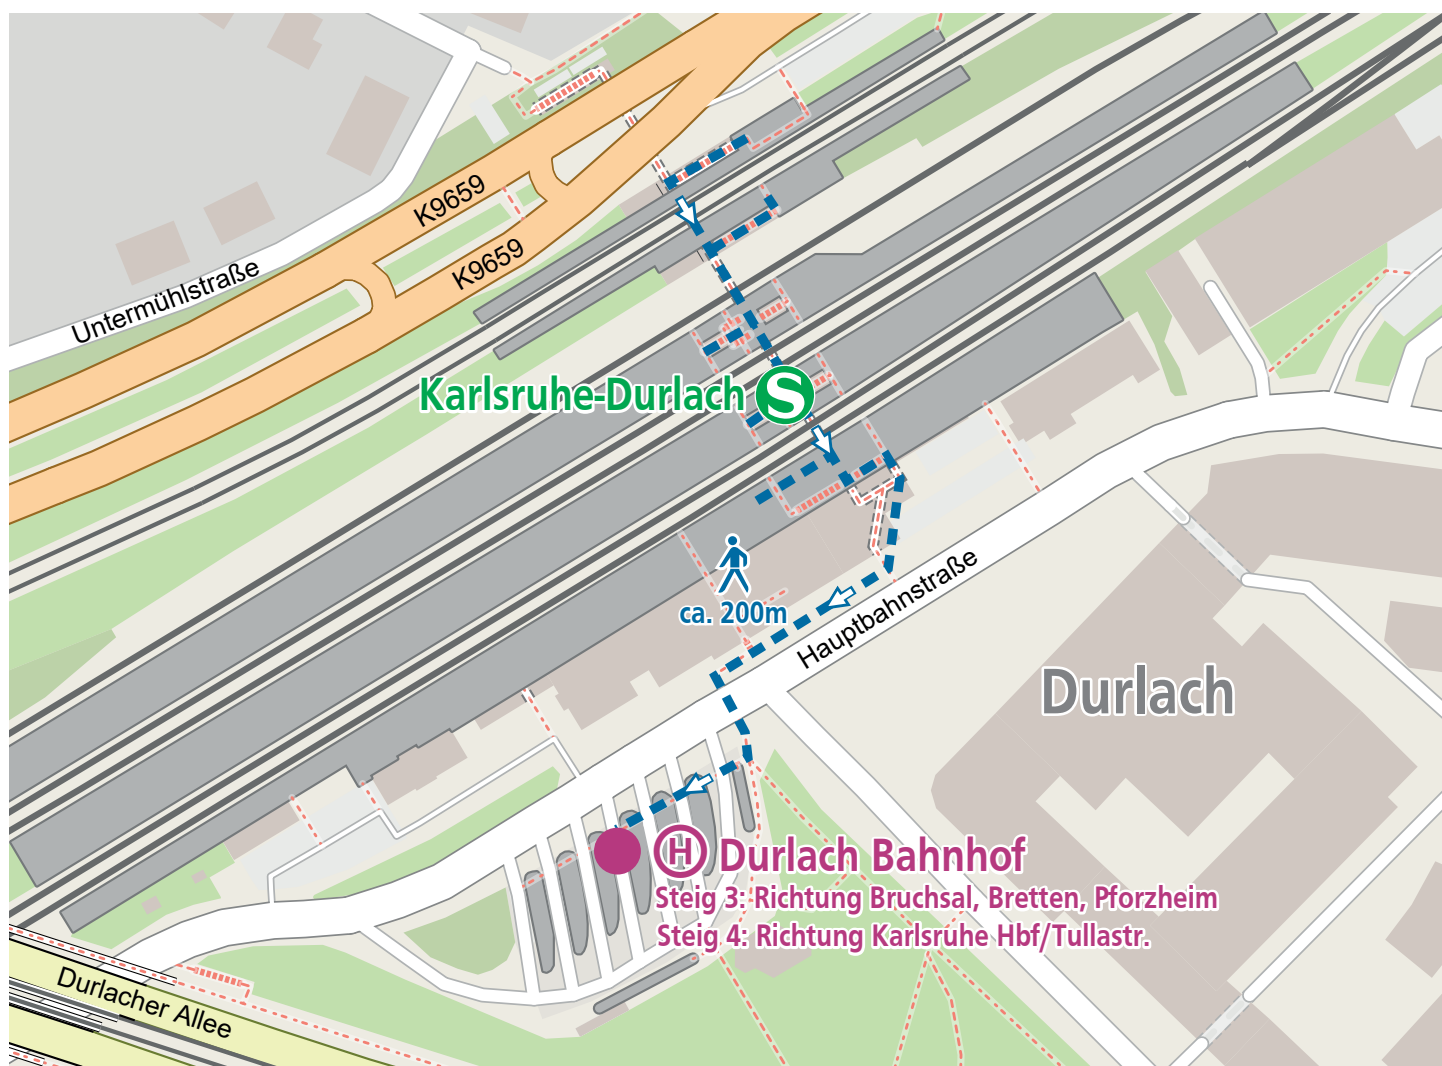 K9659
K9659
Untermühlstraße
Karlsruhe-Durlach
S
ca. 200m
Hauptbahnstraße
Durlach
H Durlach Bahnhof
Steig 3: Richtung Bruchsal, Bretten, Pforzheim
Steig 4: Richtung Karlsruhe Hbf/Tullastr.
Durlacher Allee